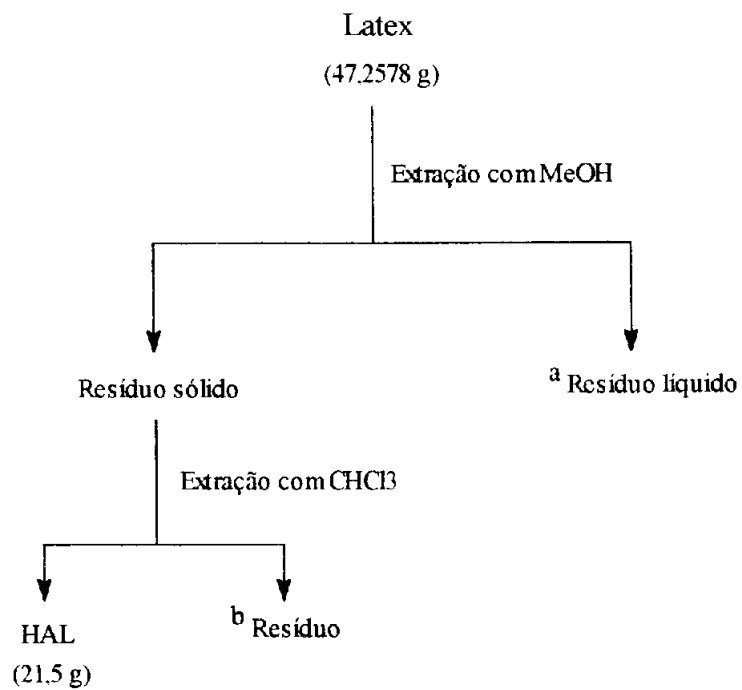 Latex
(47,2578 g)
Extração com MeOH
Resíduo sólido
a Resíduo líquido
Extração com CHCl3
HAL
(21,5 g)
b Resíduo